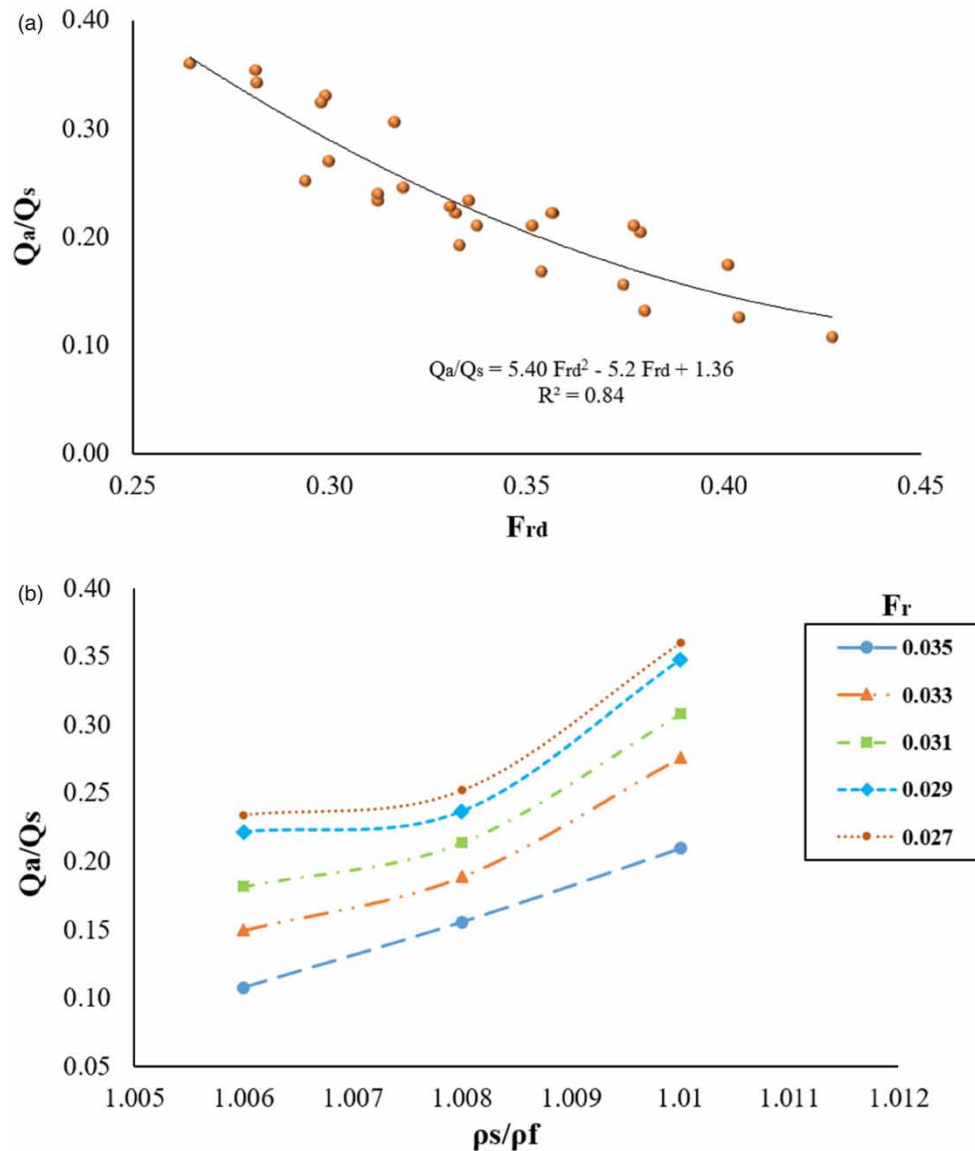 (a)
0.40
0.30
0.20
0.10
0.00
Qa/Qs
Qa/Qs = 5.40 Frd² - 5.2 Frd + 1.36
R² = 0.84
0.25 0.30 0.35 0.40 0.45
Frd
(b)
0.40
0.35
0.30
0.25
0.20
0.15
0.10
0.05
Qa/Qs
Fr
0.035
0.033
0.031
0.029
0.027
1.005 1.006 1.007 1.008 1.009 1.01 1.011 1.012
ρs/ρf